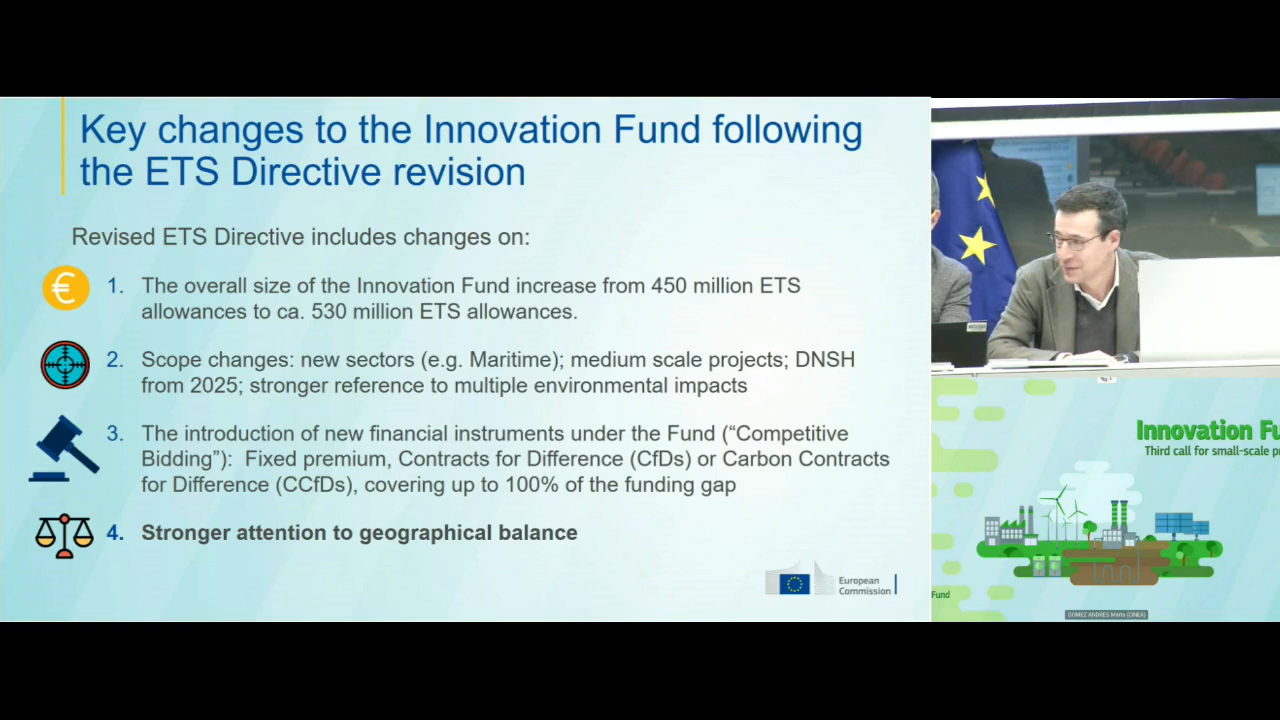 Key changes to the Innovation Fund following
the ETS Directive revision
Revised ETS Directive includes changes on:
1. The overall size of the Innovation Fund increase from 450 million ETS
allowances to ca. 530 million ETS allowances.
2. Scope changes: new sectors (e.g. Maritime); medium scale projects; DNSH
from 2025; stronger reference to multiple environmental impacts
3. The introduction of new financial instruments under the Fund (“Competitive
Bidding”): Fixed premium, Contracts for Difference (CfDs) or Carbon Contracts
for Difference (CCfDs), covering up to 100% of the funding gap
4. Stronger attention to geographical balance
European
Commission
Innovation Fu
Third call for small-scale pr
Fund
GOMEZ ANDRES Maria (CINEA)